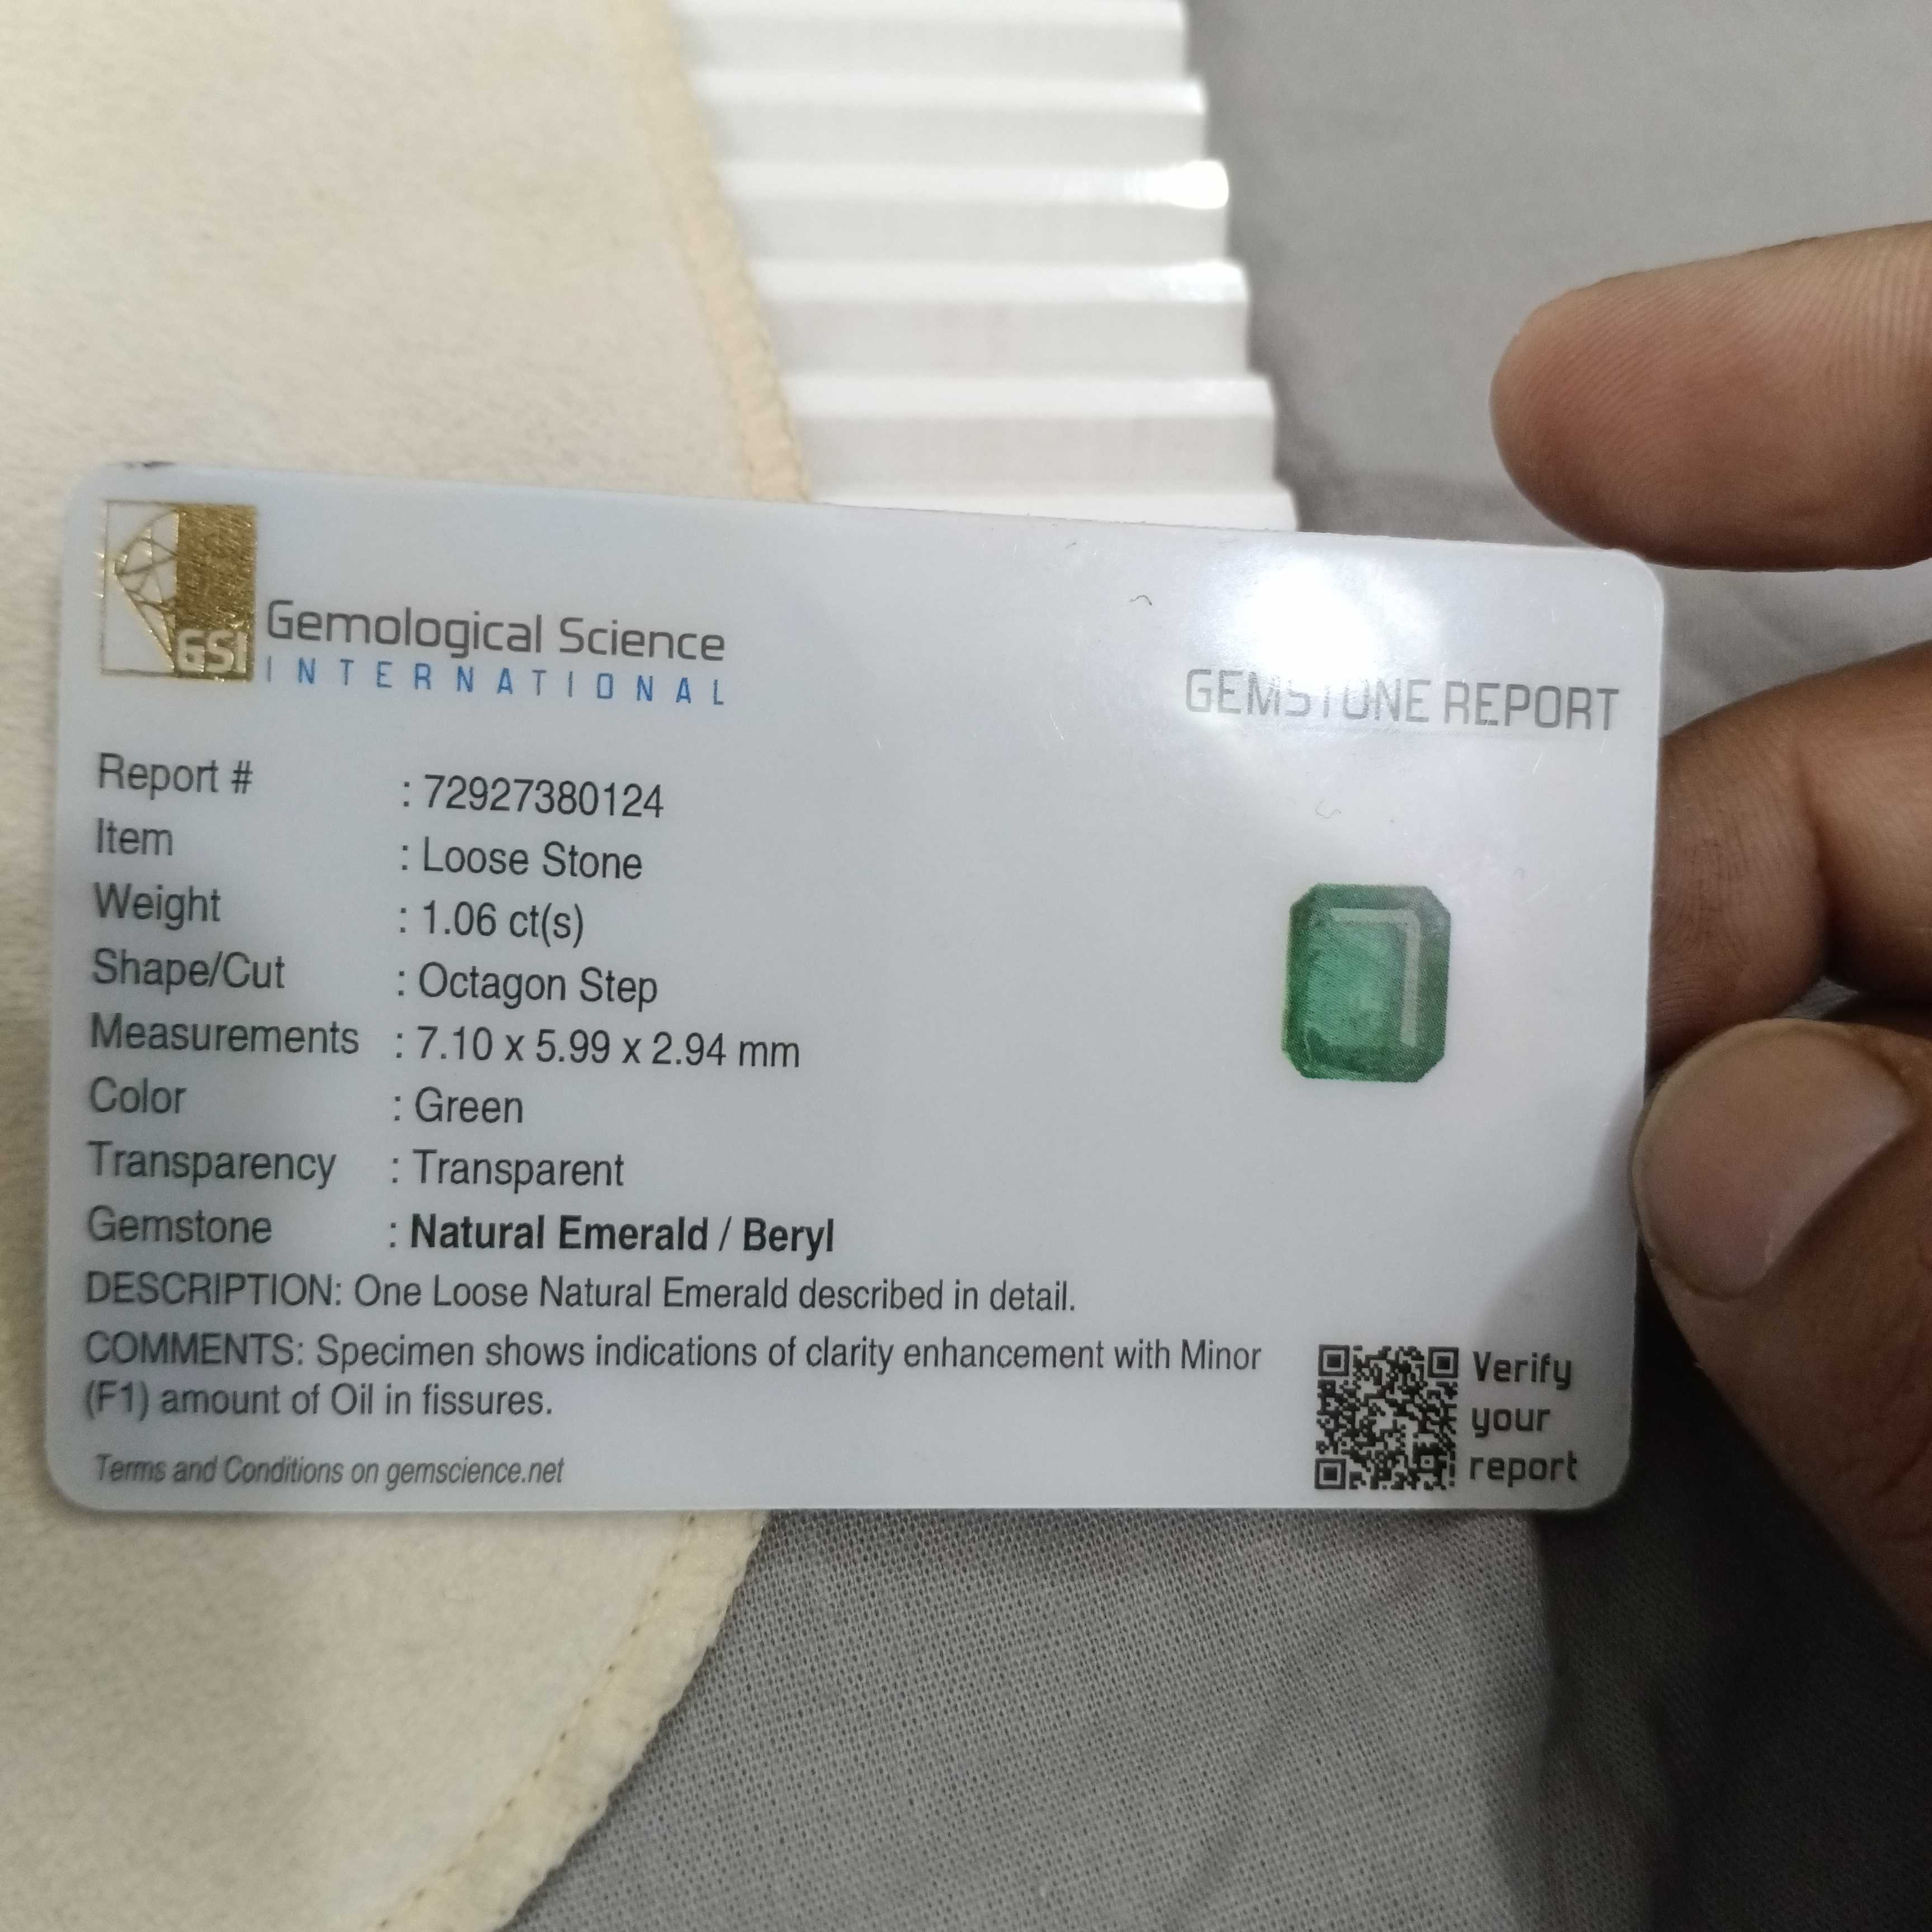 GSI
Gemological Science
INTERNATIONAL
GEMSTONE REPORT
Report # : 72927380124
Item : Loose Stone
Weight : 1.06 ct(s)
Shape/Cut : Octagon Step
Measurements : 7.10 x 5.99 x 2.94 mm
Color : Green
Transparency : Transparent
Gemstone : Natural Emerald / Beryl
DESCRIPTION: One Loose Natural Emerald described in detail.
COMMENTS: Specimen shows indications of clarity enhancement with Minor
(F1) amount of Oil in fissures.
Terms and Conditions on gemscience.net
Verify
your
report